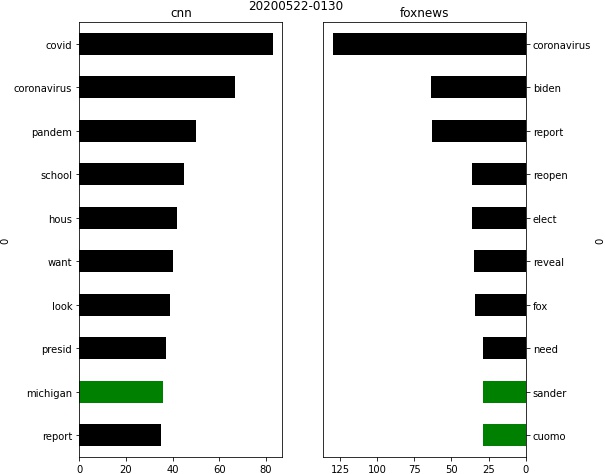 20200522-0130
cnn
foxnews
covid
coronavirus
pandem
school
hous
want
look
presid
michigan
report
0
0 20 40 60 80
coronavirus
biden
report
reopen
elect
reveal
fox
need
sander
cuomo
0
125 100 75 50 25 0